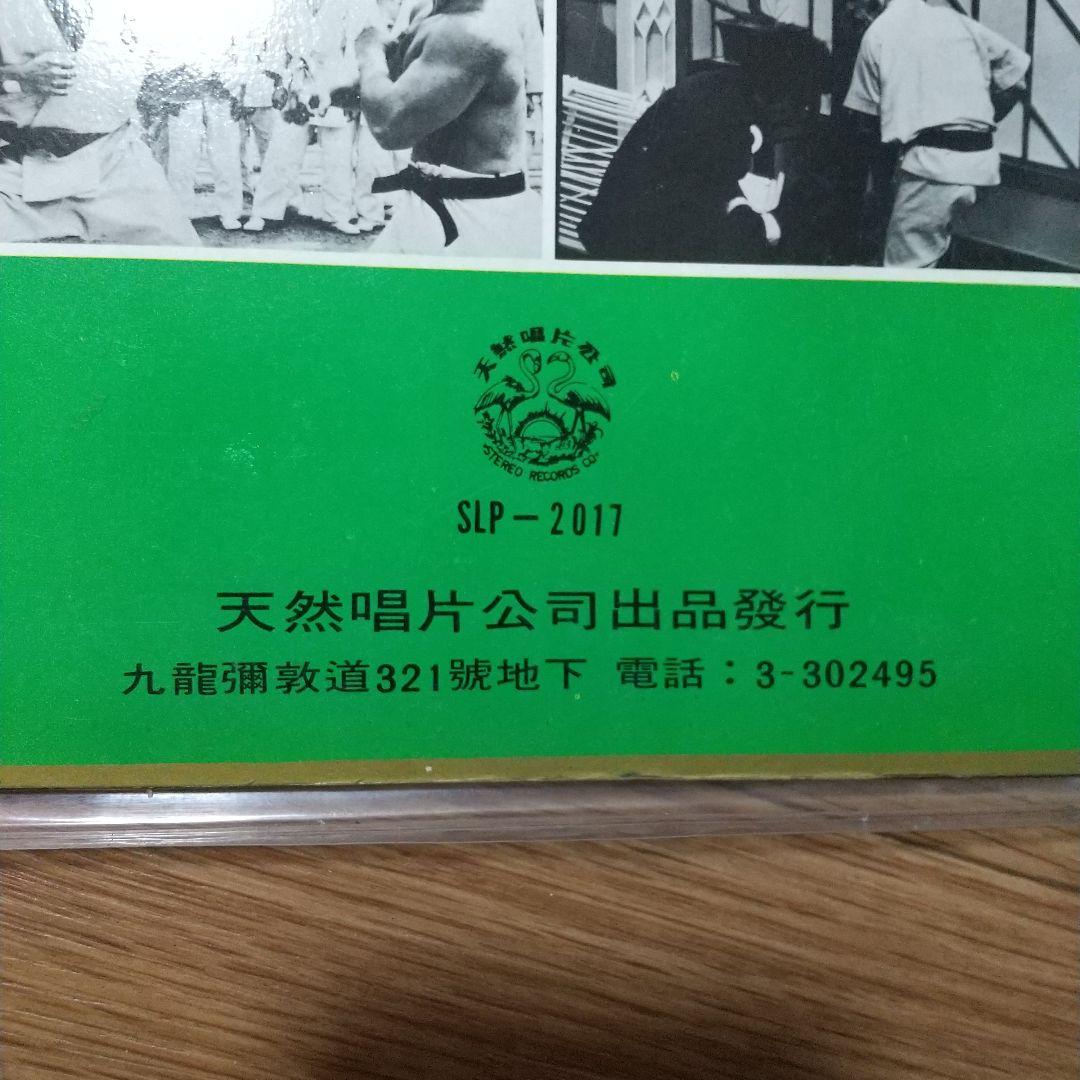 天然唱片公司
STEREO RECORDS CO.
SLP-2017
天然唱片公司出品發行
九龍彌敦道321號地下 電話：3-302495